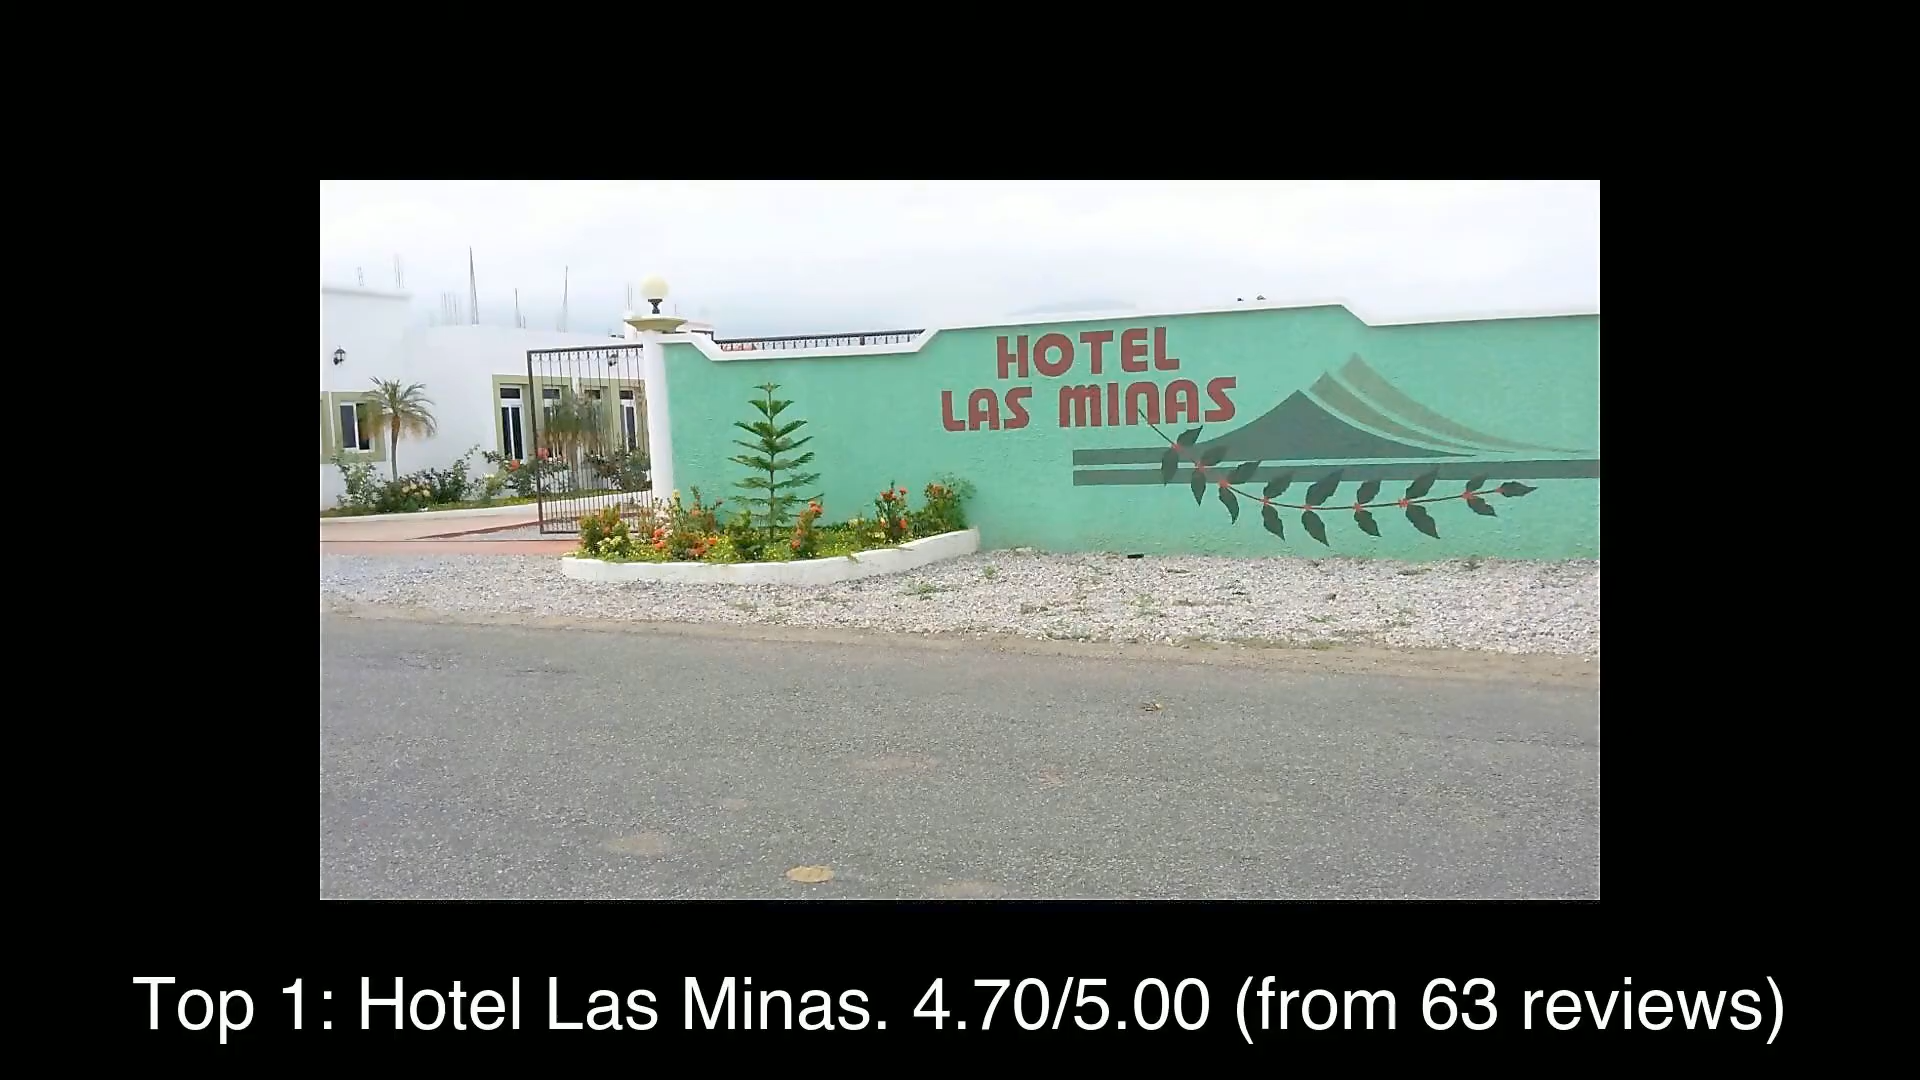 HOTEL
LAS MINAS
Top 1: Hotel Las Minas. 4.70/5.00 (from 63 reviews)